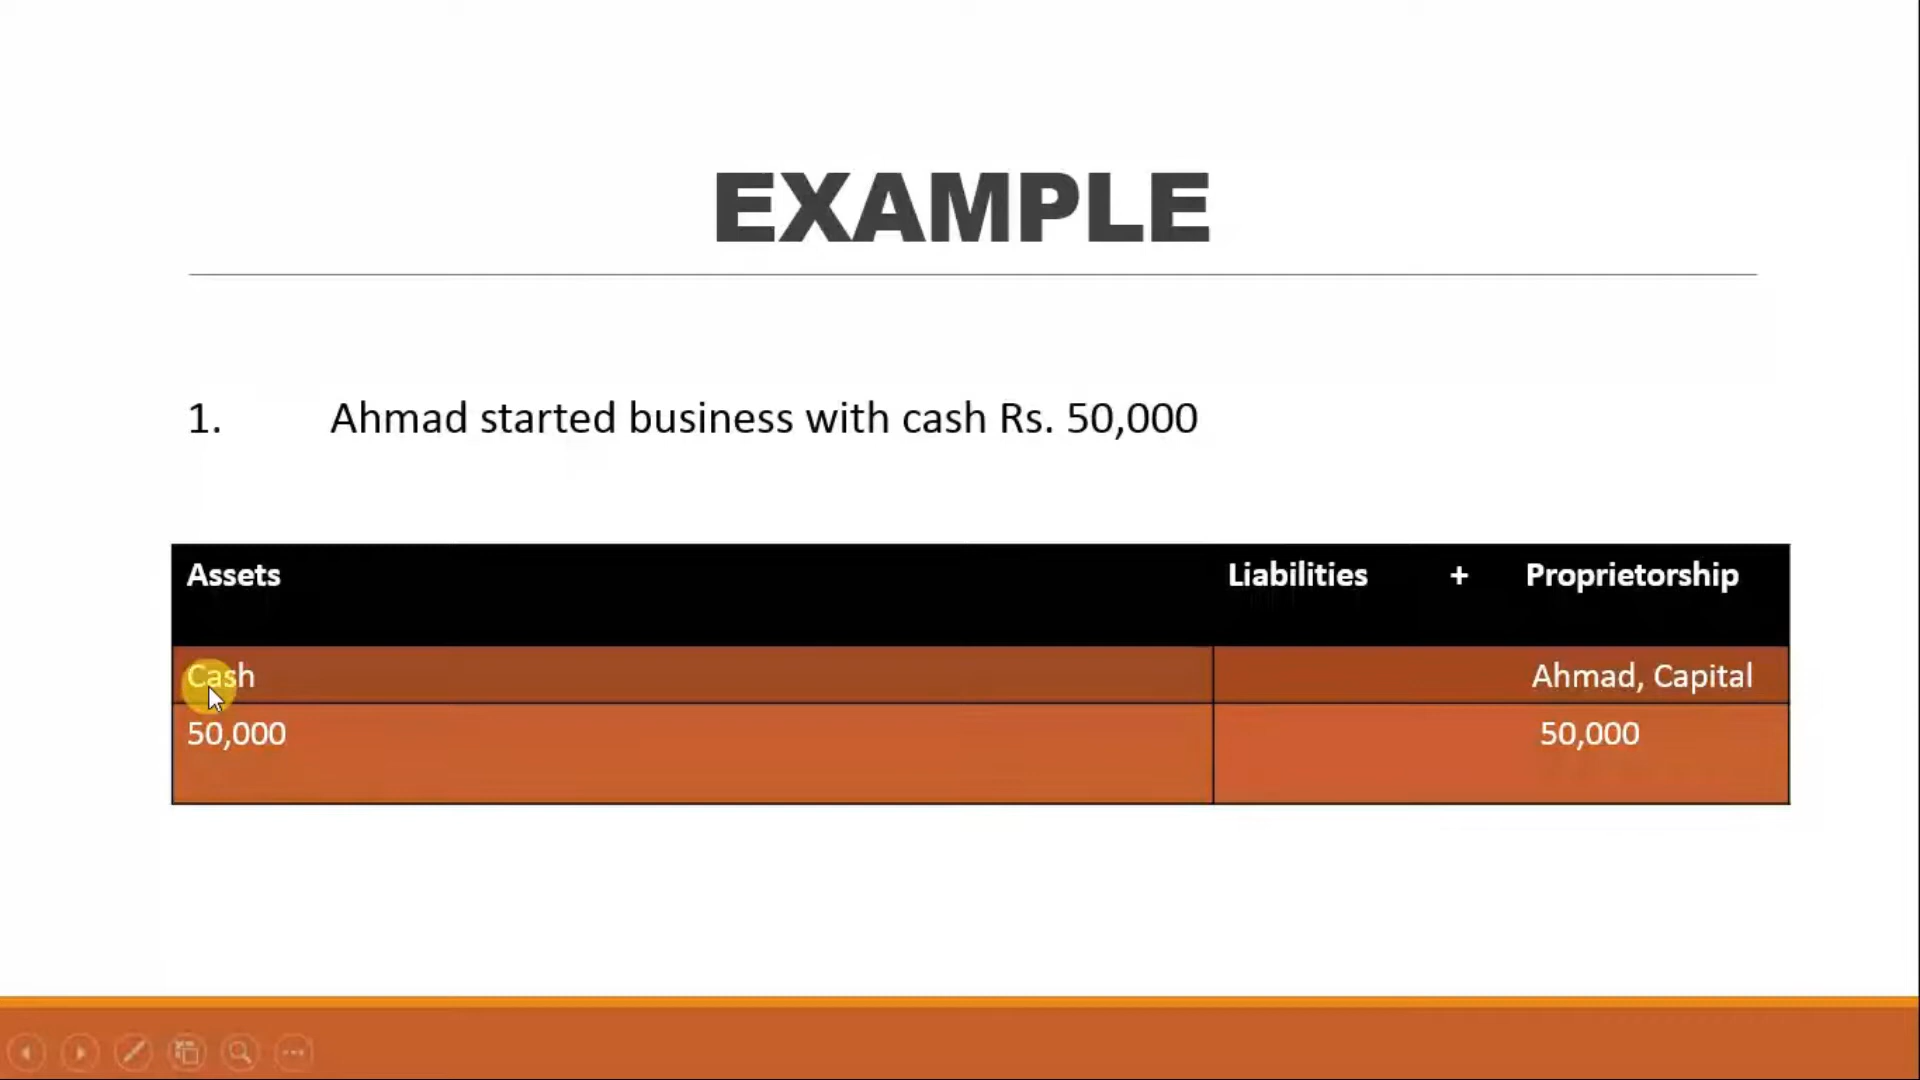 EXAMPLE
1. Ahmad started business with cash Rs. 50,000
Assets Liabilities + Proprietorship
Cash Ahmad, Capital
50,000 50,000